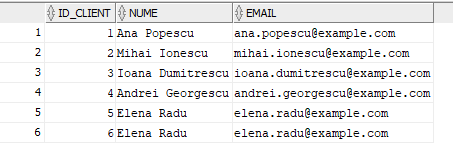 ID_CLIENT NUME EMAIL
1 1 Ana Popescu ana.popescu@example.com
2 2 Mihai Ionescu mihai.ionescu@example.com
3 3 Ioana Dumitrescu ioana.dumitrescu@example.com
4 4 Andrei Georgescu andrei.georgescu@example.com
5 5 Elena Radu elena.radu@example.com
6 6 Elena Radu elena.radu@example.com